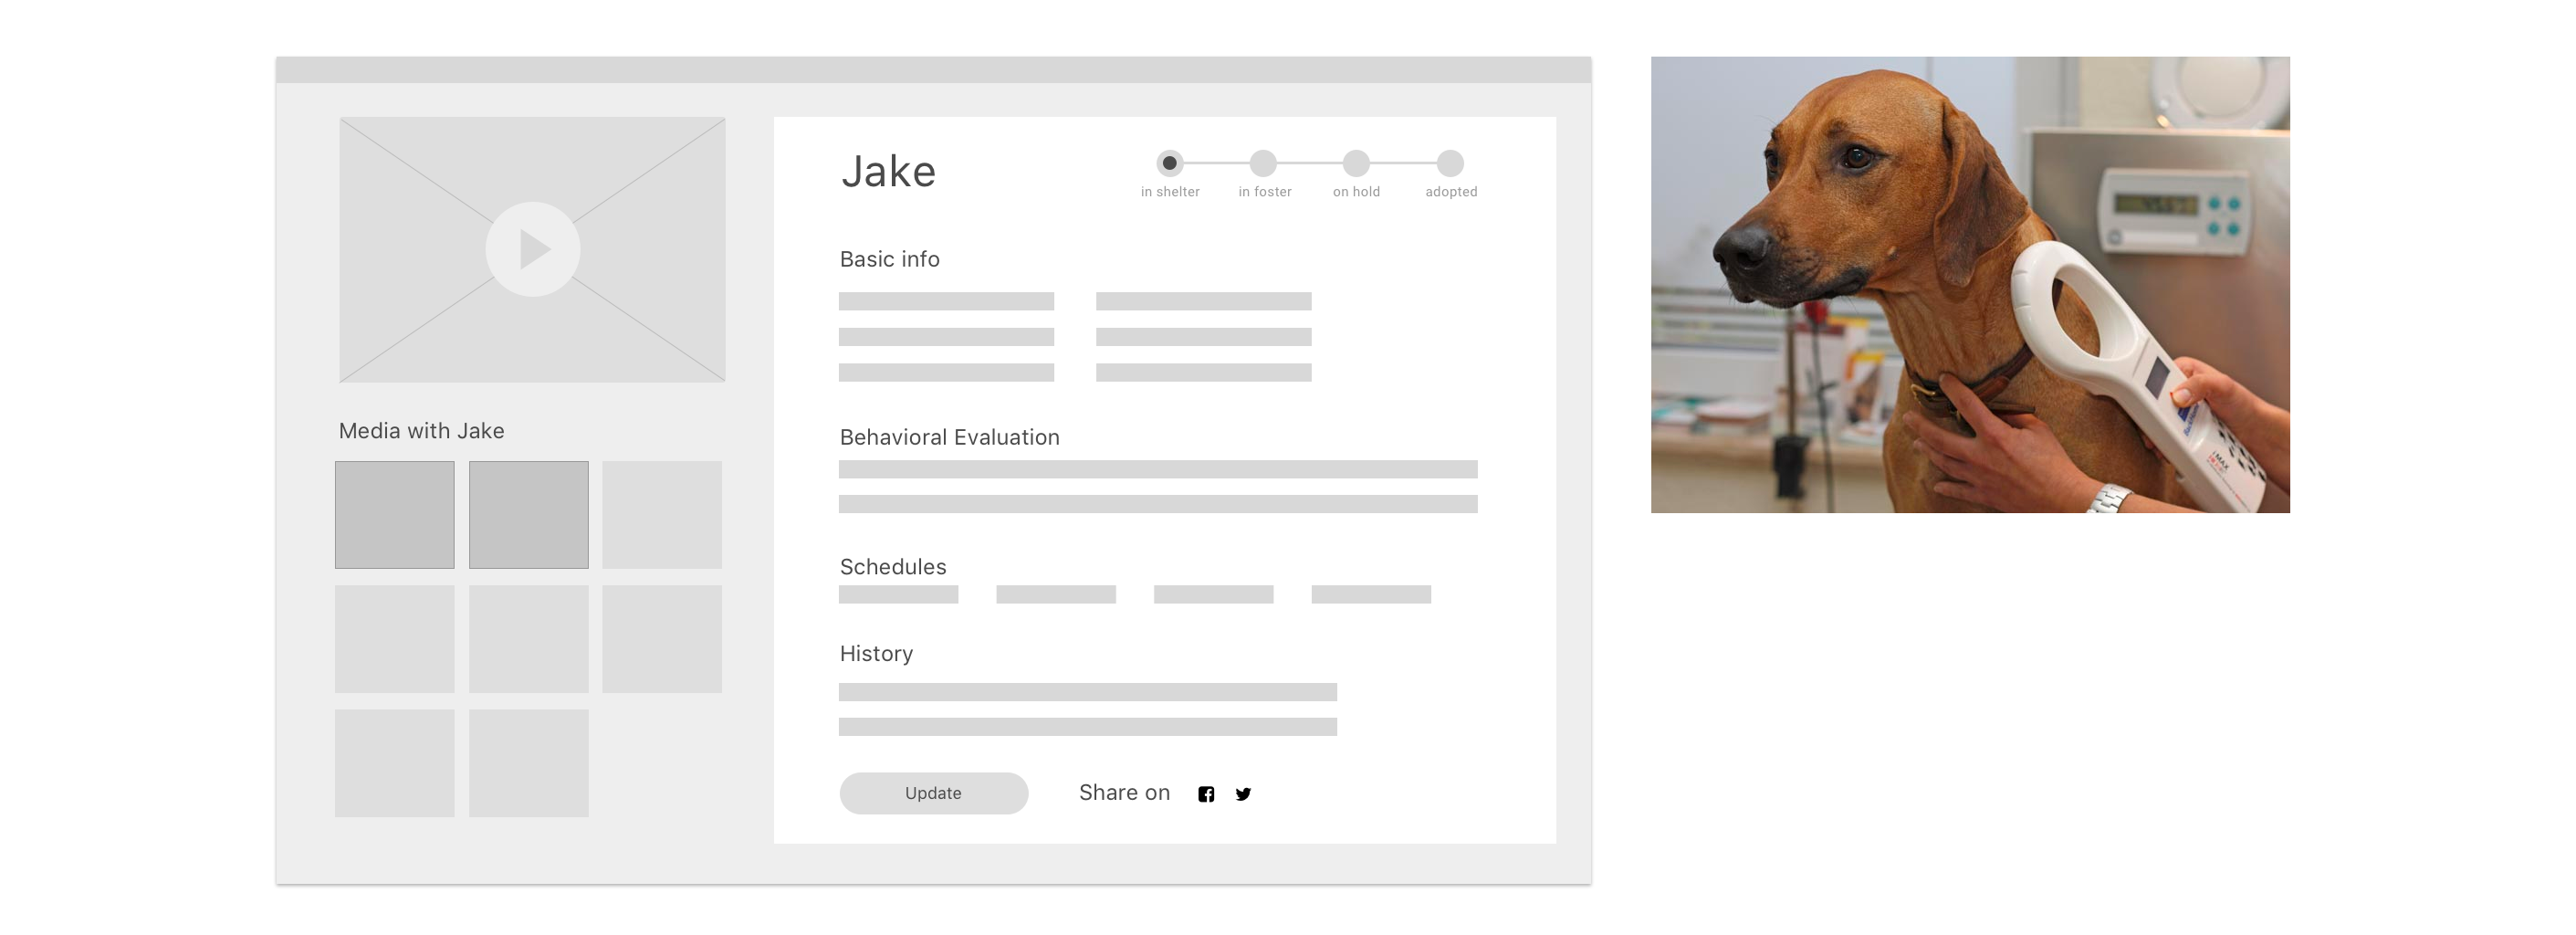 Jake
in shelter
in foster
on hold
adopted
Basic info
Behavioral Evaluation
Schedules
History
Update
Share on
Media with Jake
iMAX